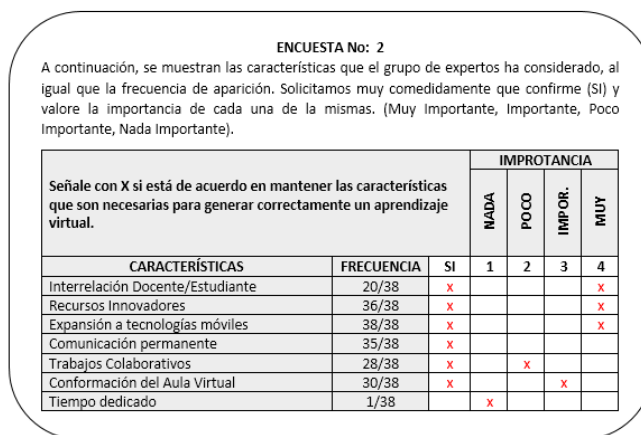 ENCUESTA No: 2
A continuación, se muestran las características que el grupo de expertos ha considerado, al
igual que la frecuencia de aparición. Solicitamos muy comedidamente que confirme (SI) y
valore la importancia de cada una de la mismas. (Muy Importante, Importante, Poco
Importante, Nada Importante).
IMPROTANCIA
Señale con X si está de acuerdo en mantener las características
que son necesarias para generar correctamente un aprendizaje
virtual.
NADA POCO IMPOR. MUY
CARACTERÍSTICAS FRECUENCIA SI 1 2 3 4
Interrelación Docente/Estudiante 20/38 x x
Recursos Innovadores 36/38 x x
Expansión a tecnologías móviles 38/38 x x
Comunicación permanente 35/38 x
Trabajos Colaborativos 28/38 x x
Conformación del Aula Virtual 30/38 x x
Tiempo dedicado 1/38 x